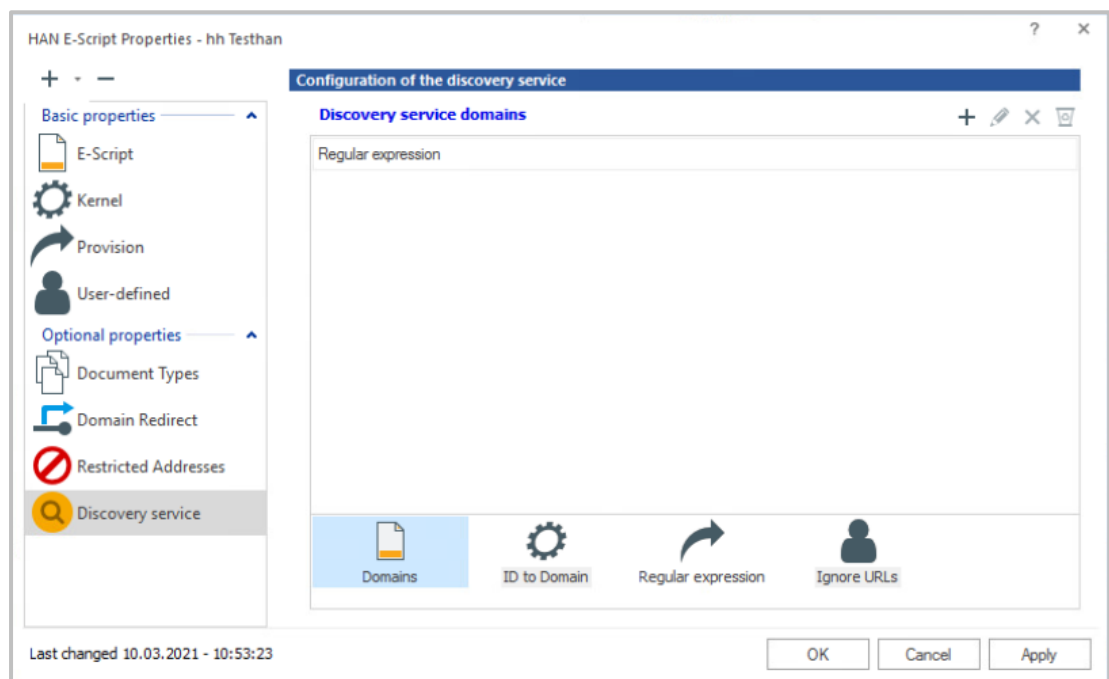 HAN E-Script Properties - hh Testhan
?
Configuration of the discovery service
Basic properties
E-Script
Kernel
Provision
User-defined
Optional properties
Document Types
Domain Redirect
Restricted Addresses
Discovery service
Discovery service domains
Regular expression
Domains
ID to Domain
Regular expression
Ignore URLs
Last changed 10.03.2021 - 10:53:23
OK
Cancel
Apply